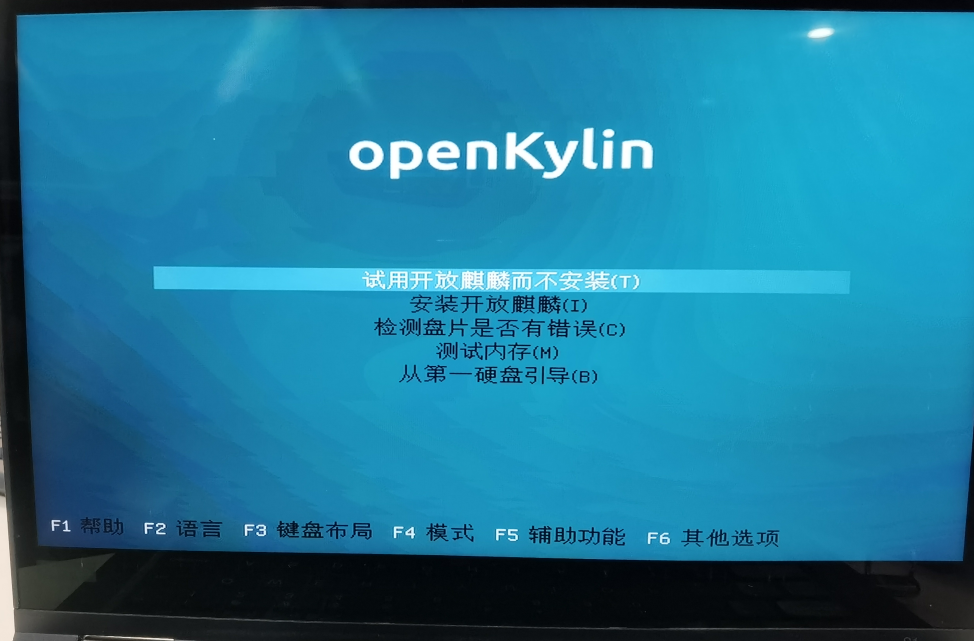 openKylin
试用开放麒麟而不安装(T)
安装开放麒麟(I)
检测盘片是否有错误(C)
测试内存(M)
从第一硬盘引导(B)
F1 帮助 F2 语言 F3 键盘布局 F4 模式 F5 辅助功能 F6 其他选项